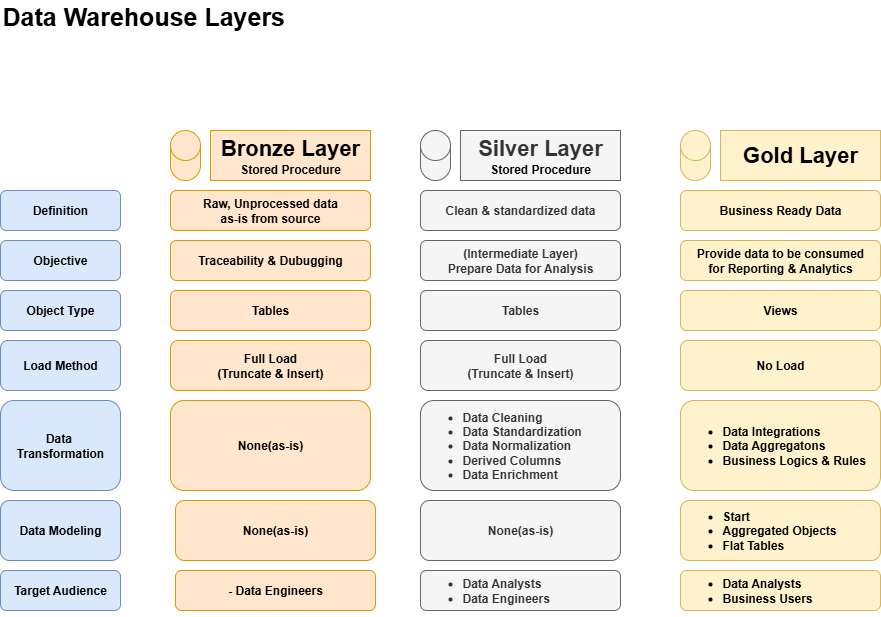 Data Warehouse Layers
Bronze Layer
Stored Procedure
Silver Layer
Stored Procedure
Gold Layer
Definition
Raw, Unprocessed data
as-is from source
Clean & standardized data
Business Ready Data
Objective
Traceability & Dubugging
(Intermediate Layer)
Prepare Data for Analysis
Provide data to be consumed
for Reporting & Analytics
Object Type
Tables
Tables
Views
Load Method
Full Load
(Truncate & Insert)
Full Load
(Truncate & Insert)
No Load
Data
Transformation
None(as-is)
• Data Cleaning
• Data Standardization
• Data Normalization
• Derived Columns
• Data Enrichment
• Data Integrations
• Data Aggregatons
• Business Logics & Rules
Data Modeling
None(as-is)
None(as-is)
• Start
• Aggregated Objects
• Flat Tables
Target Audience
- Data Engineers
• Data Analysts
• Data Engineers
• Data Analysts
• Business Users